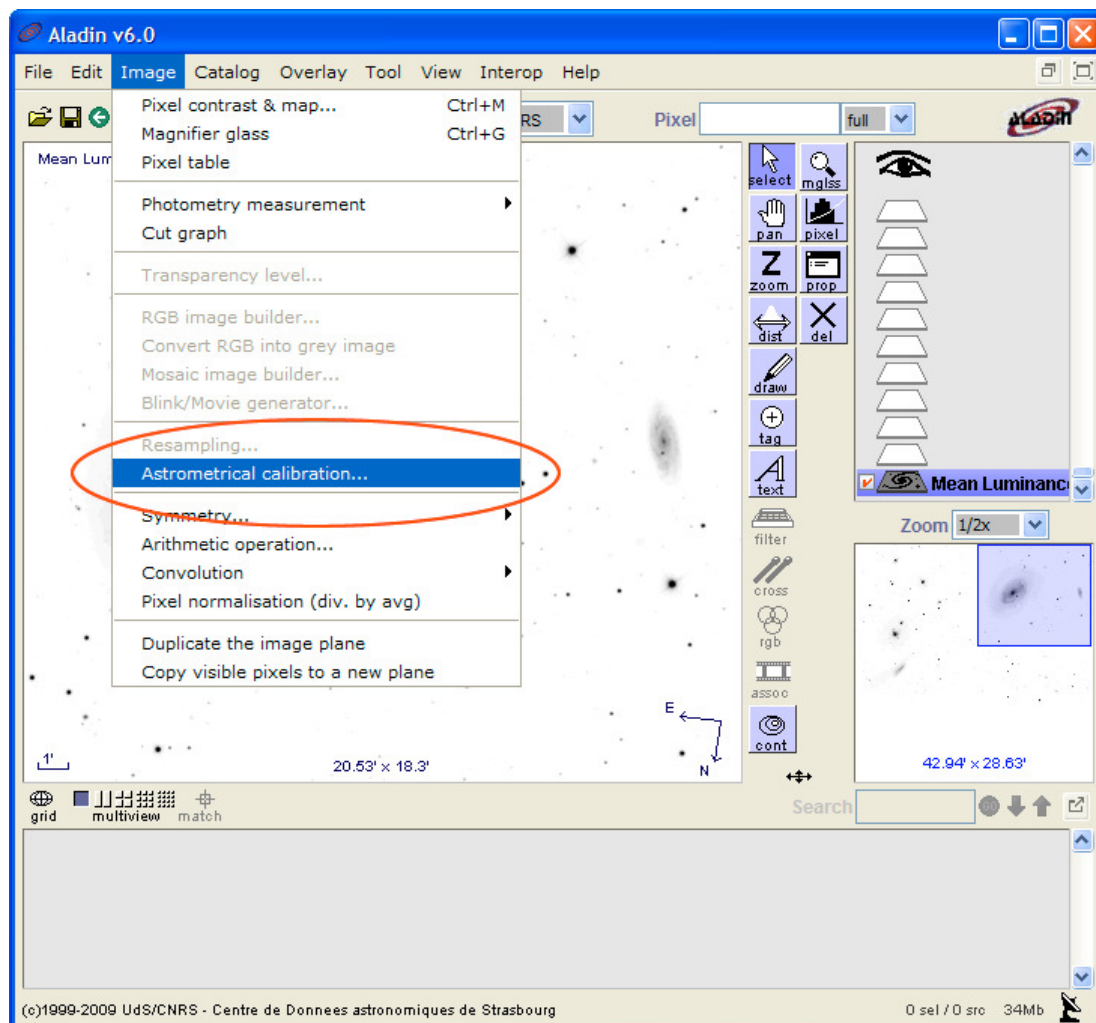 Aladin v6.0
File Edit Image Catalog Overlay Tool View Interop Help
Pixel contrast & map... Ctrl+M
Magnifier glass Ctrl+G
Pixel table
Photometry measurement
Cut graph
Transparency level...
RGB image builder...
Convert RGB into grey image
Mosaic image builder...
Blink/Movie generator...
Resampling...
Astrometrical calibration...
Symmetry...
Arithmetic operation...
Convolution
Pixel normalisation (div. by avg)
Duplicate the image plane
Copy visible pixels to a new plane
RS Pixel full ALADIN
Mean Lum
select mglss
pan pixel
Z
zoom prop
dist del
draw
tag
A
text
filter
cross
rgb
assoc
cont
Mean Luminanc
Zoom 1/2x
42.94' x 28.63'
E
N
1' 20.53' x 18.3'
grid multiview match Search GO
(c)1999-2009 UdS/CNRS - Centre de Donnees astronomiques de Strasbourg 0 sel / 0 src 34Mb